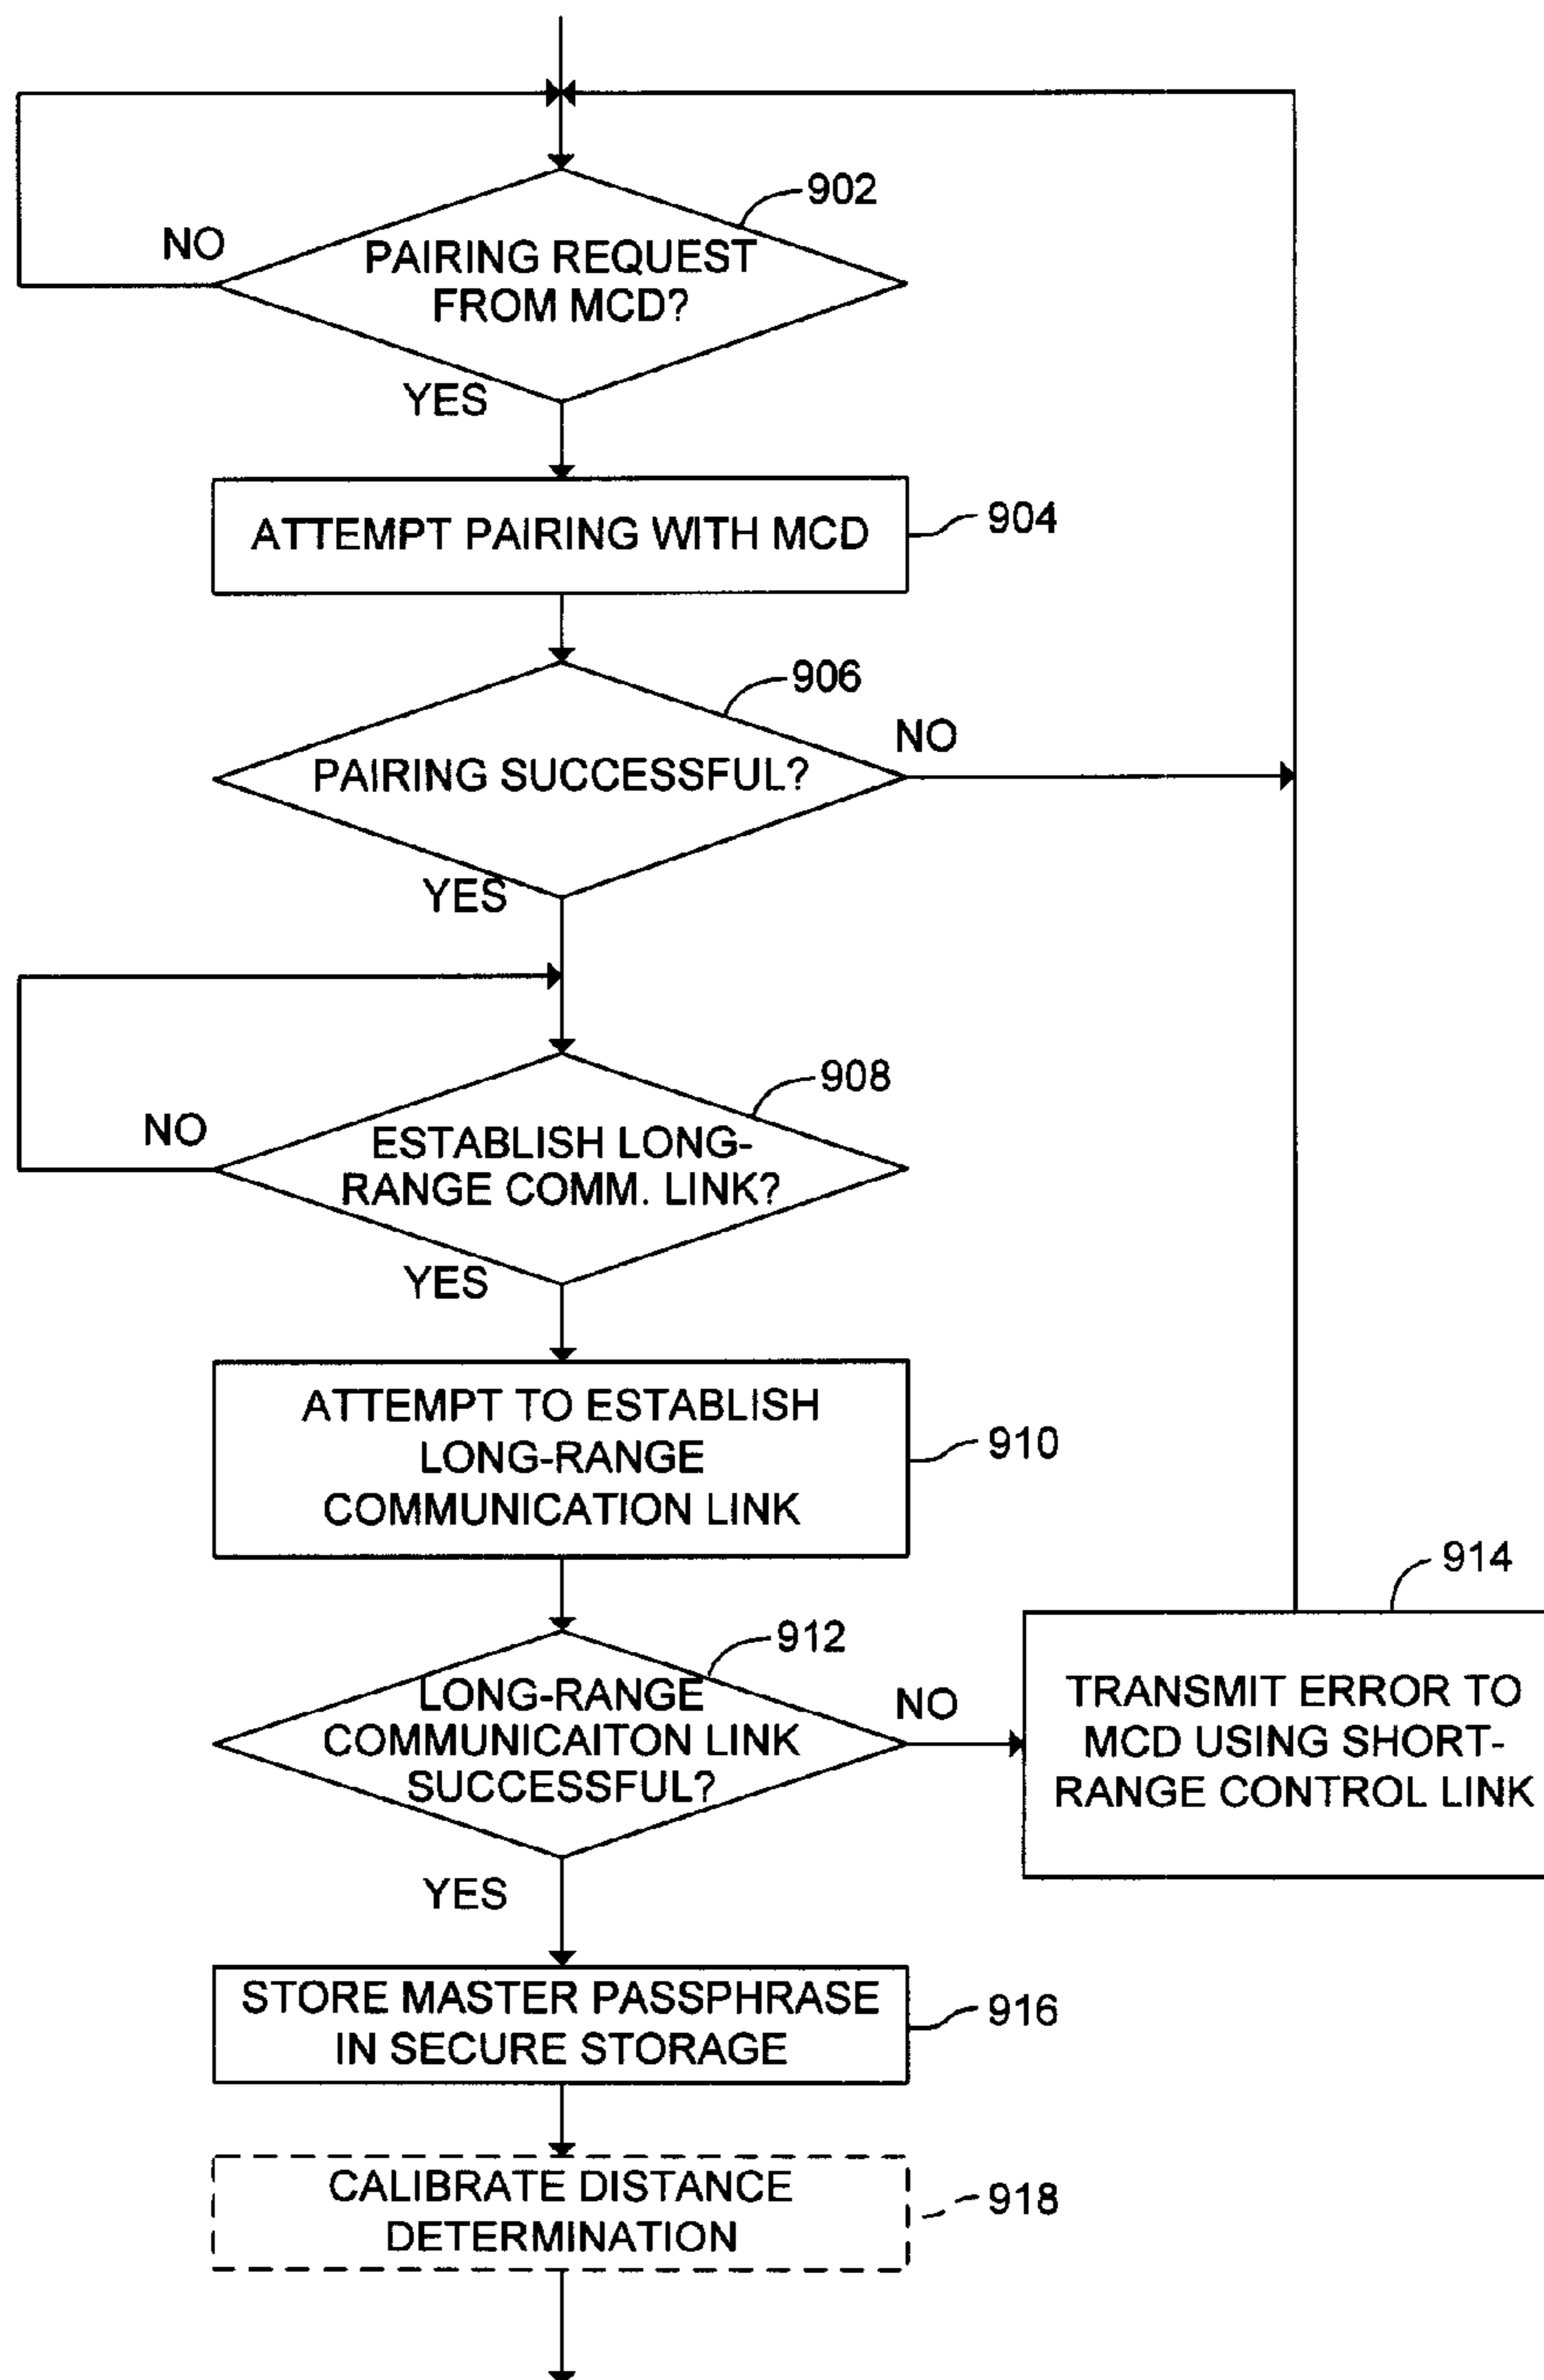 902
NO
PAIRING REQUEST
FROM MCD?
YES
ATTEMPT PAIRING WITH MCD
904
906
NO
PAIRING SUCCESSFUL?
YES
908
NO
ESTABLISH LONG-
RANGE COMM. LINK?
YES
ATTEMPT TO ESTABLISH
LONG-RANGE
COMMUNICATION LINK
910
914
912
LONG-RANGE
COMMUNICAITON LINK
SUCCESSFUL?
NO
TRANSMIT ERROR TO
MCD USING SHORT-
RANGE CONTROL LINK
YES
STORE MASTER PASSPHRASE
IN SECURE STORAGE
916
CALIBRATE DISTANCE
DETERMINATION
918